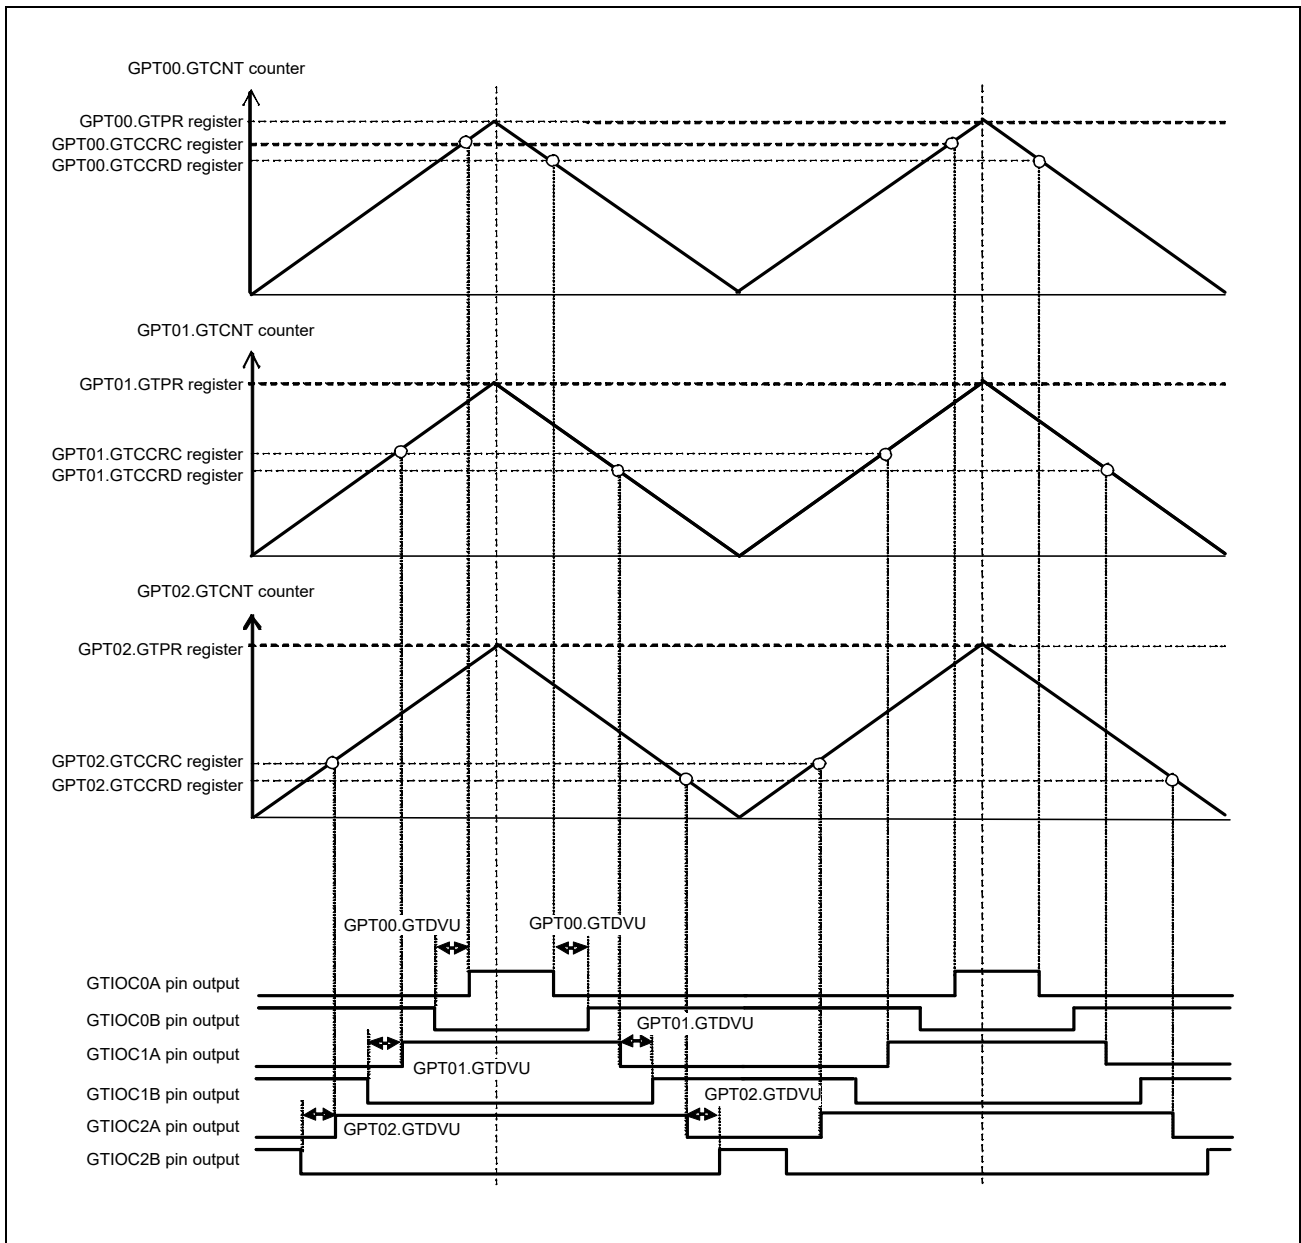 GPT00.GTCNT counter
GPT00.GTPR register
GPT00.GTCCRC register
GPT00.GTCCRD register
GPT01.GTCNT counter
GPT01.GTPR register
GPT01.GTCCRC register
GPT01.GTCCRD register
GPT02.GTCNT counter
GPT02.GTPR register
GPT02.GTCCRC register
GPT02.GTCCRD register
GPT00.GTDVU
GPT00.GTDVU
GTIOC0A pin output
GTIOC0B pin output
GPT01.GTDVU
GTIOC1A pin output
GPT01.GTDVU
GTIOC1B pin output
GPT02.GTDVU
GTIOC2A pin output
GPT02.GTDVU
GTIOC2B pin output